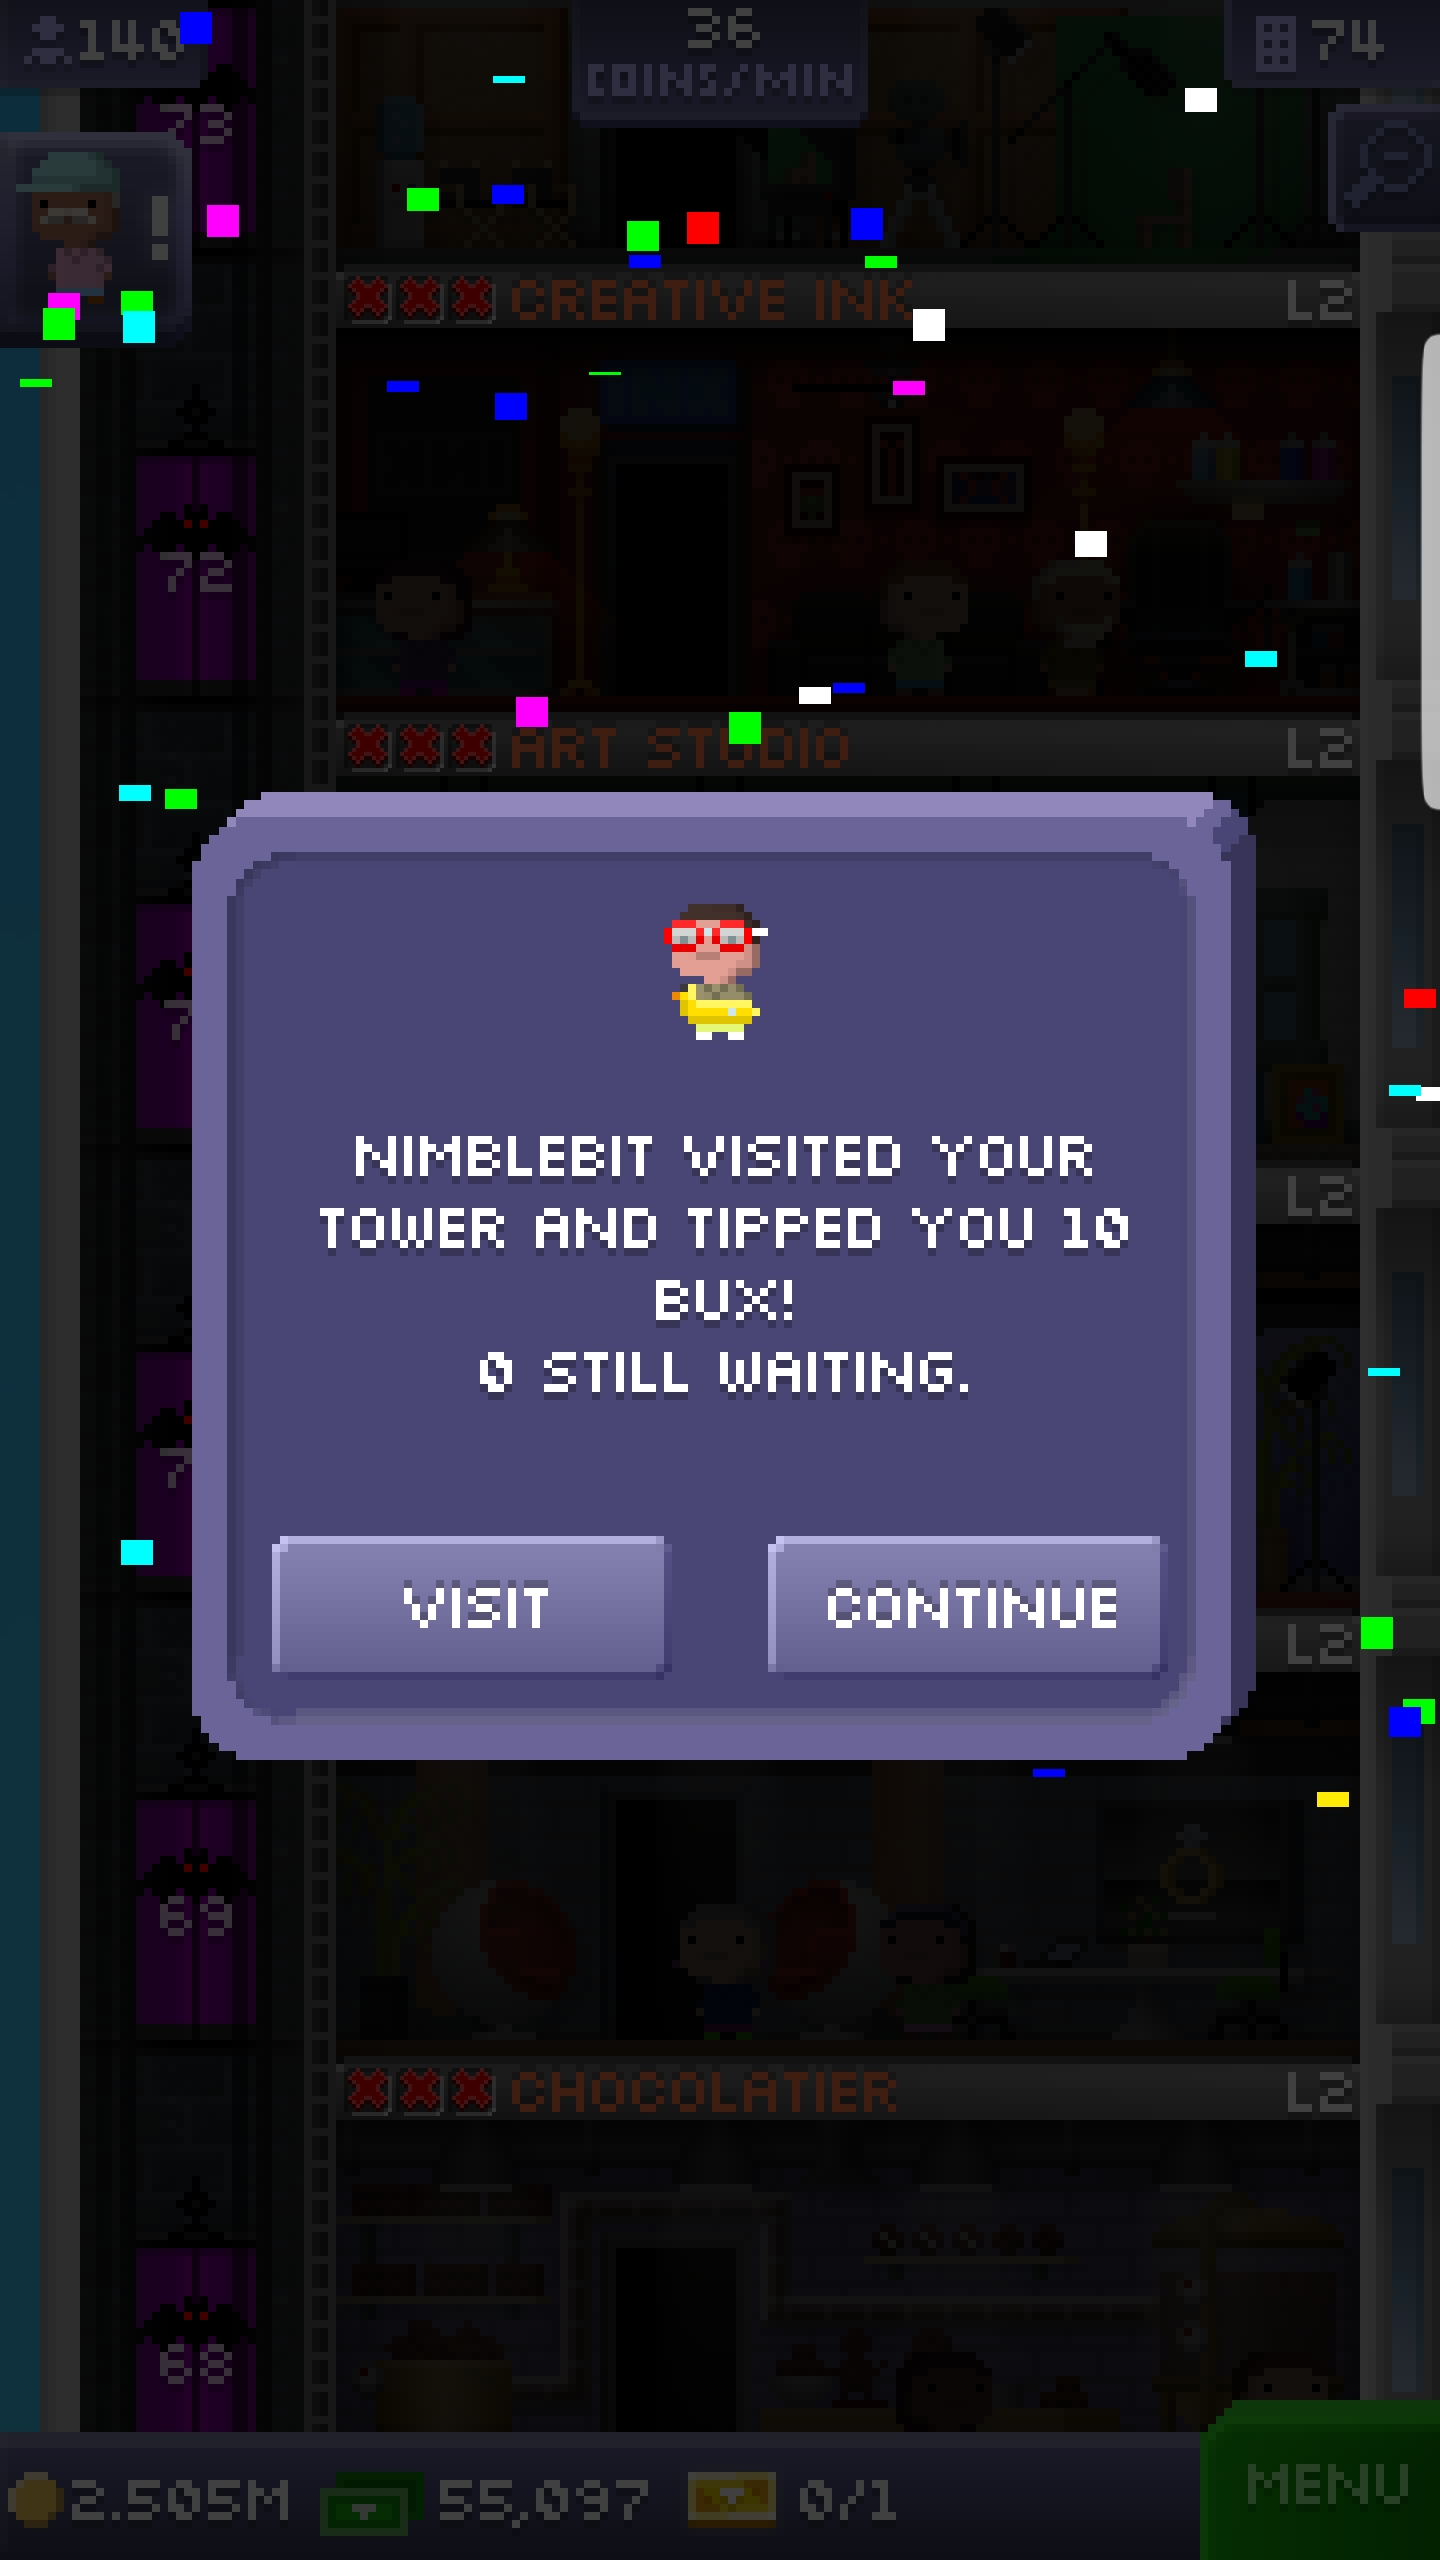 140
36
COINS/MIN
74
73
!
CREATIVE INK
L2
72
ART STUDIO
L2
NIMBLEBIT VISITED YOUR
TOWER AND TIPPED YOU 10
BUX!
0 STILL WAITING.
L2
VISIT
CONTINUE
L2
69
CHOCOLATIER
L2
68
2.505M
55,097
0/1
MENU